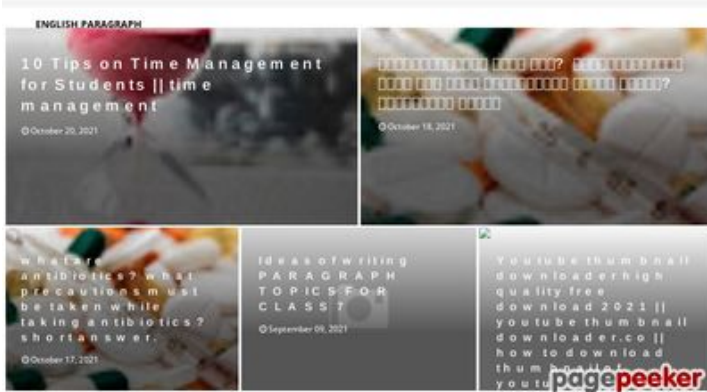 ENGLISH PARAGRAPH
10 Tips on Time Management
for Students || time
management
October 20, 2021
October 18, 2021
what are
antibiotics? what
precautions must
be taken while
taking antibiotics?
short answer.
October 17, 2021
Ideas of writing
PARAGRAPH
TOPICS FOR
CLASS 7
September 09, 2021
Youtube thumbnail
downloader high
quality free
download 2021 ||
youtube thumbnail
downloader.co ||
how to download
thumbnail of
pagepeeker